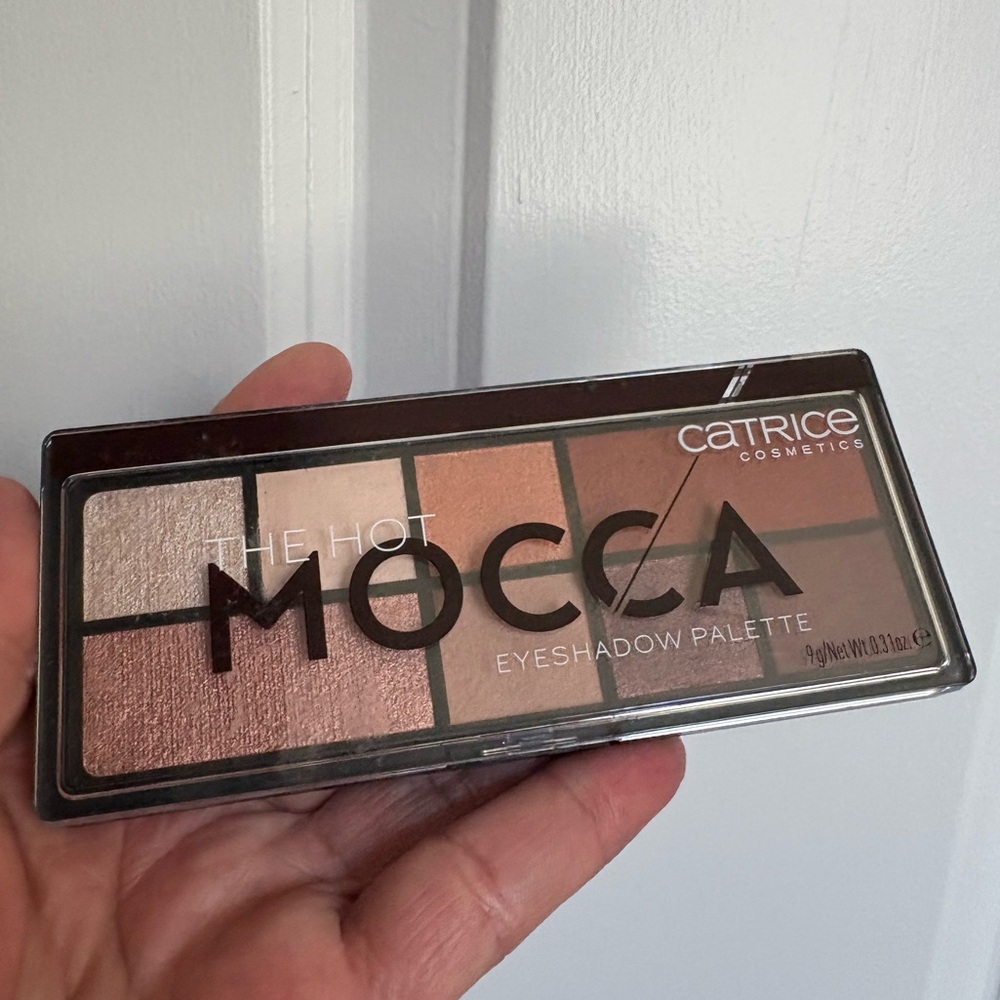 CATRICE
COSMETICS
THE HOT
MOCCA
EYESHADOW PALETTE
9g/Net Wt.0.31oz. ℮